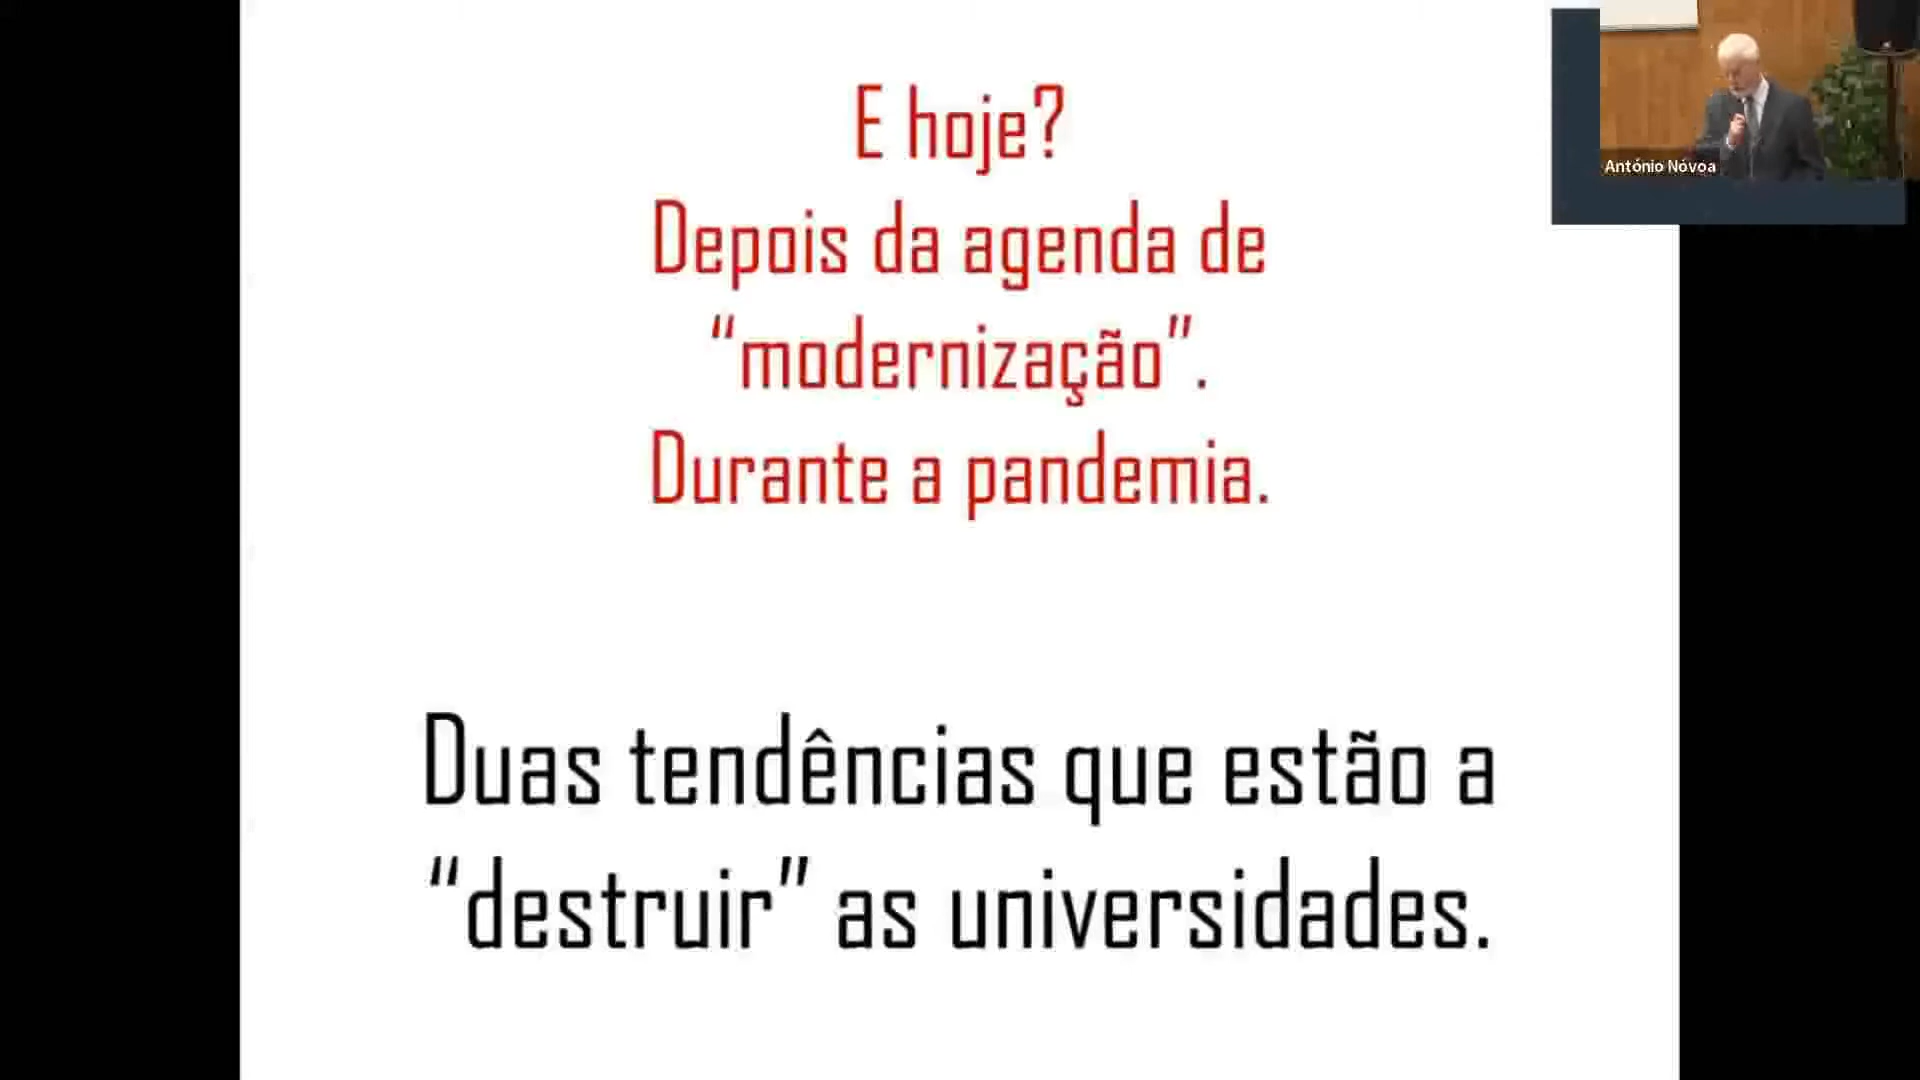 E hoje?
Depois da agenda de
“modernização”.
Durante a pandemia.
Duas tendências que estão a
“destruir” as universidades.
António Nóvoa